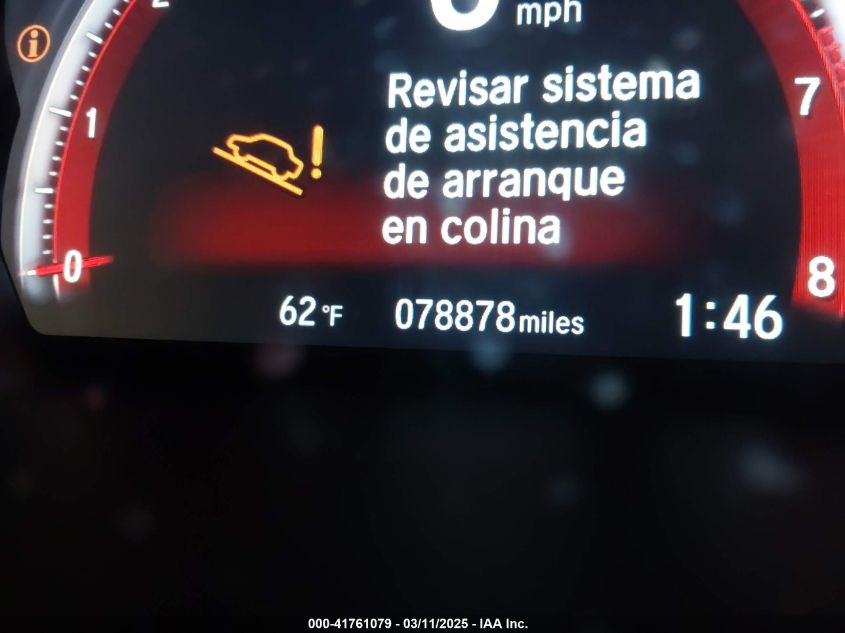 2
mph
1
Revisar sistema
de asistencia
de arranque
en colina
7
0
8
62°F 078878 miles 1:46
000-41761079 - 03/11/2025 - IAA Inc.